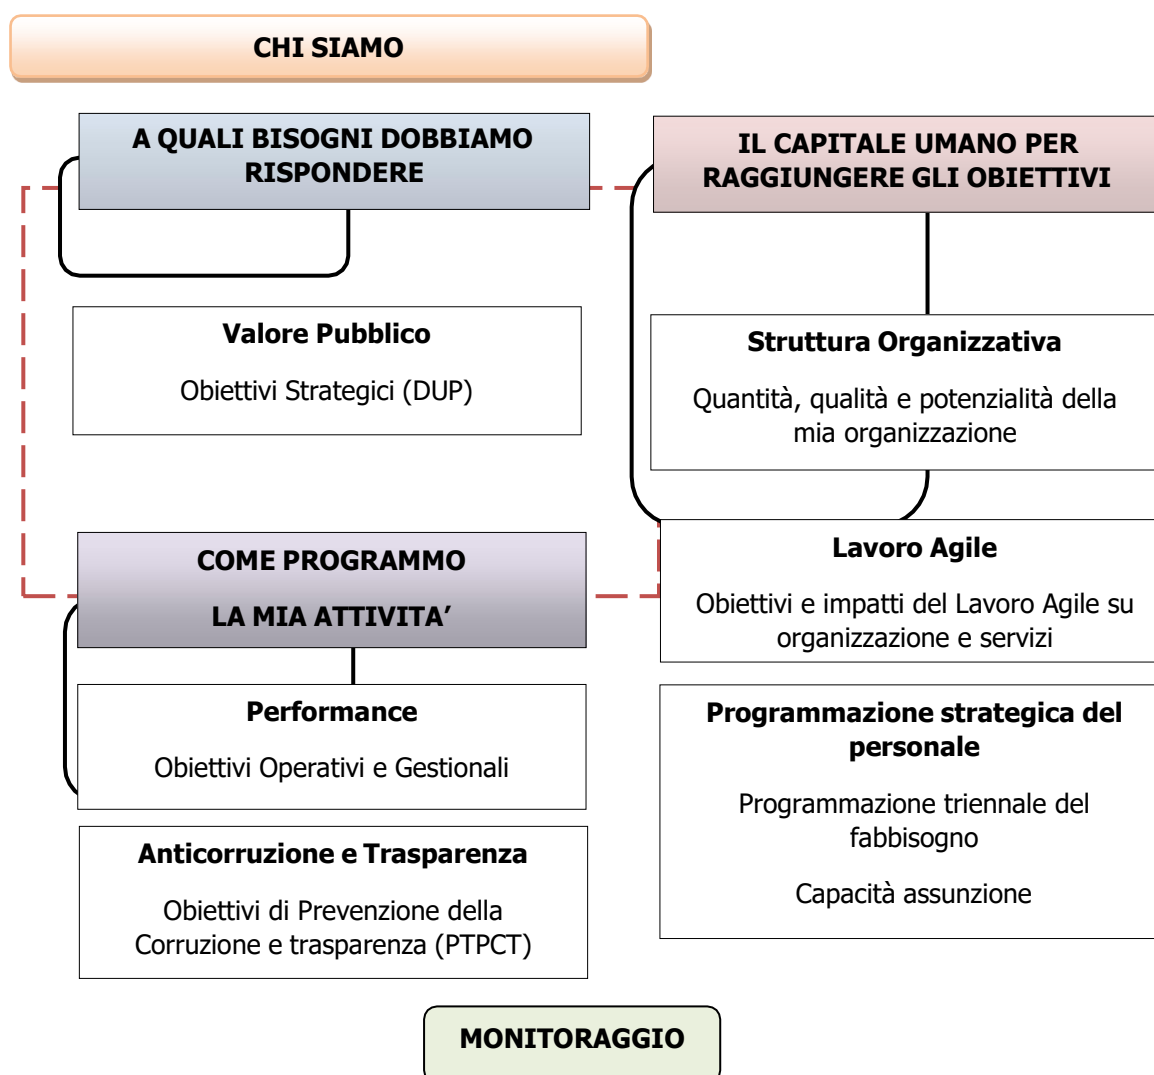 CHI SIAMO
A QUALI BISOGNI DOBBIAMO
RISPONDERE
Valore Pubblico
Obiettivi Strategici (DUP)
COME PROGRAMMO
LA MIA ATTIVITA’
Performance
Obiettivi Operativi e Gestionali
Anticorruzione e Trasparenza
Obiettivi di Prevenzione della
Corruzione e trasparenza (PTPCT)
IL CAPITALE UMANO PER
RAGGIUNGERE GLI OBIETTIVI
Struttura Organizzativa
Quantità, qualità e potenzialità della
mia organizzazione
Lavoro Agile
Obiettivi e impatti del Lavoro Agile su
organizzazione e servizi
Programmazione strategica del
personale
Programmazione triennale del
fabbisogno
Capacità assunzione
MONITORAGGIO